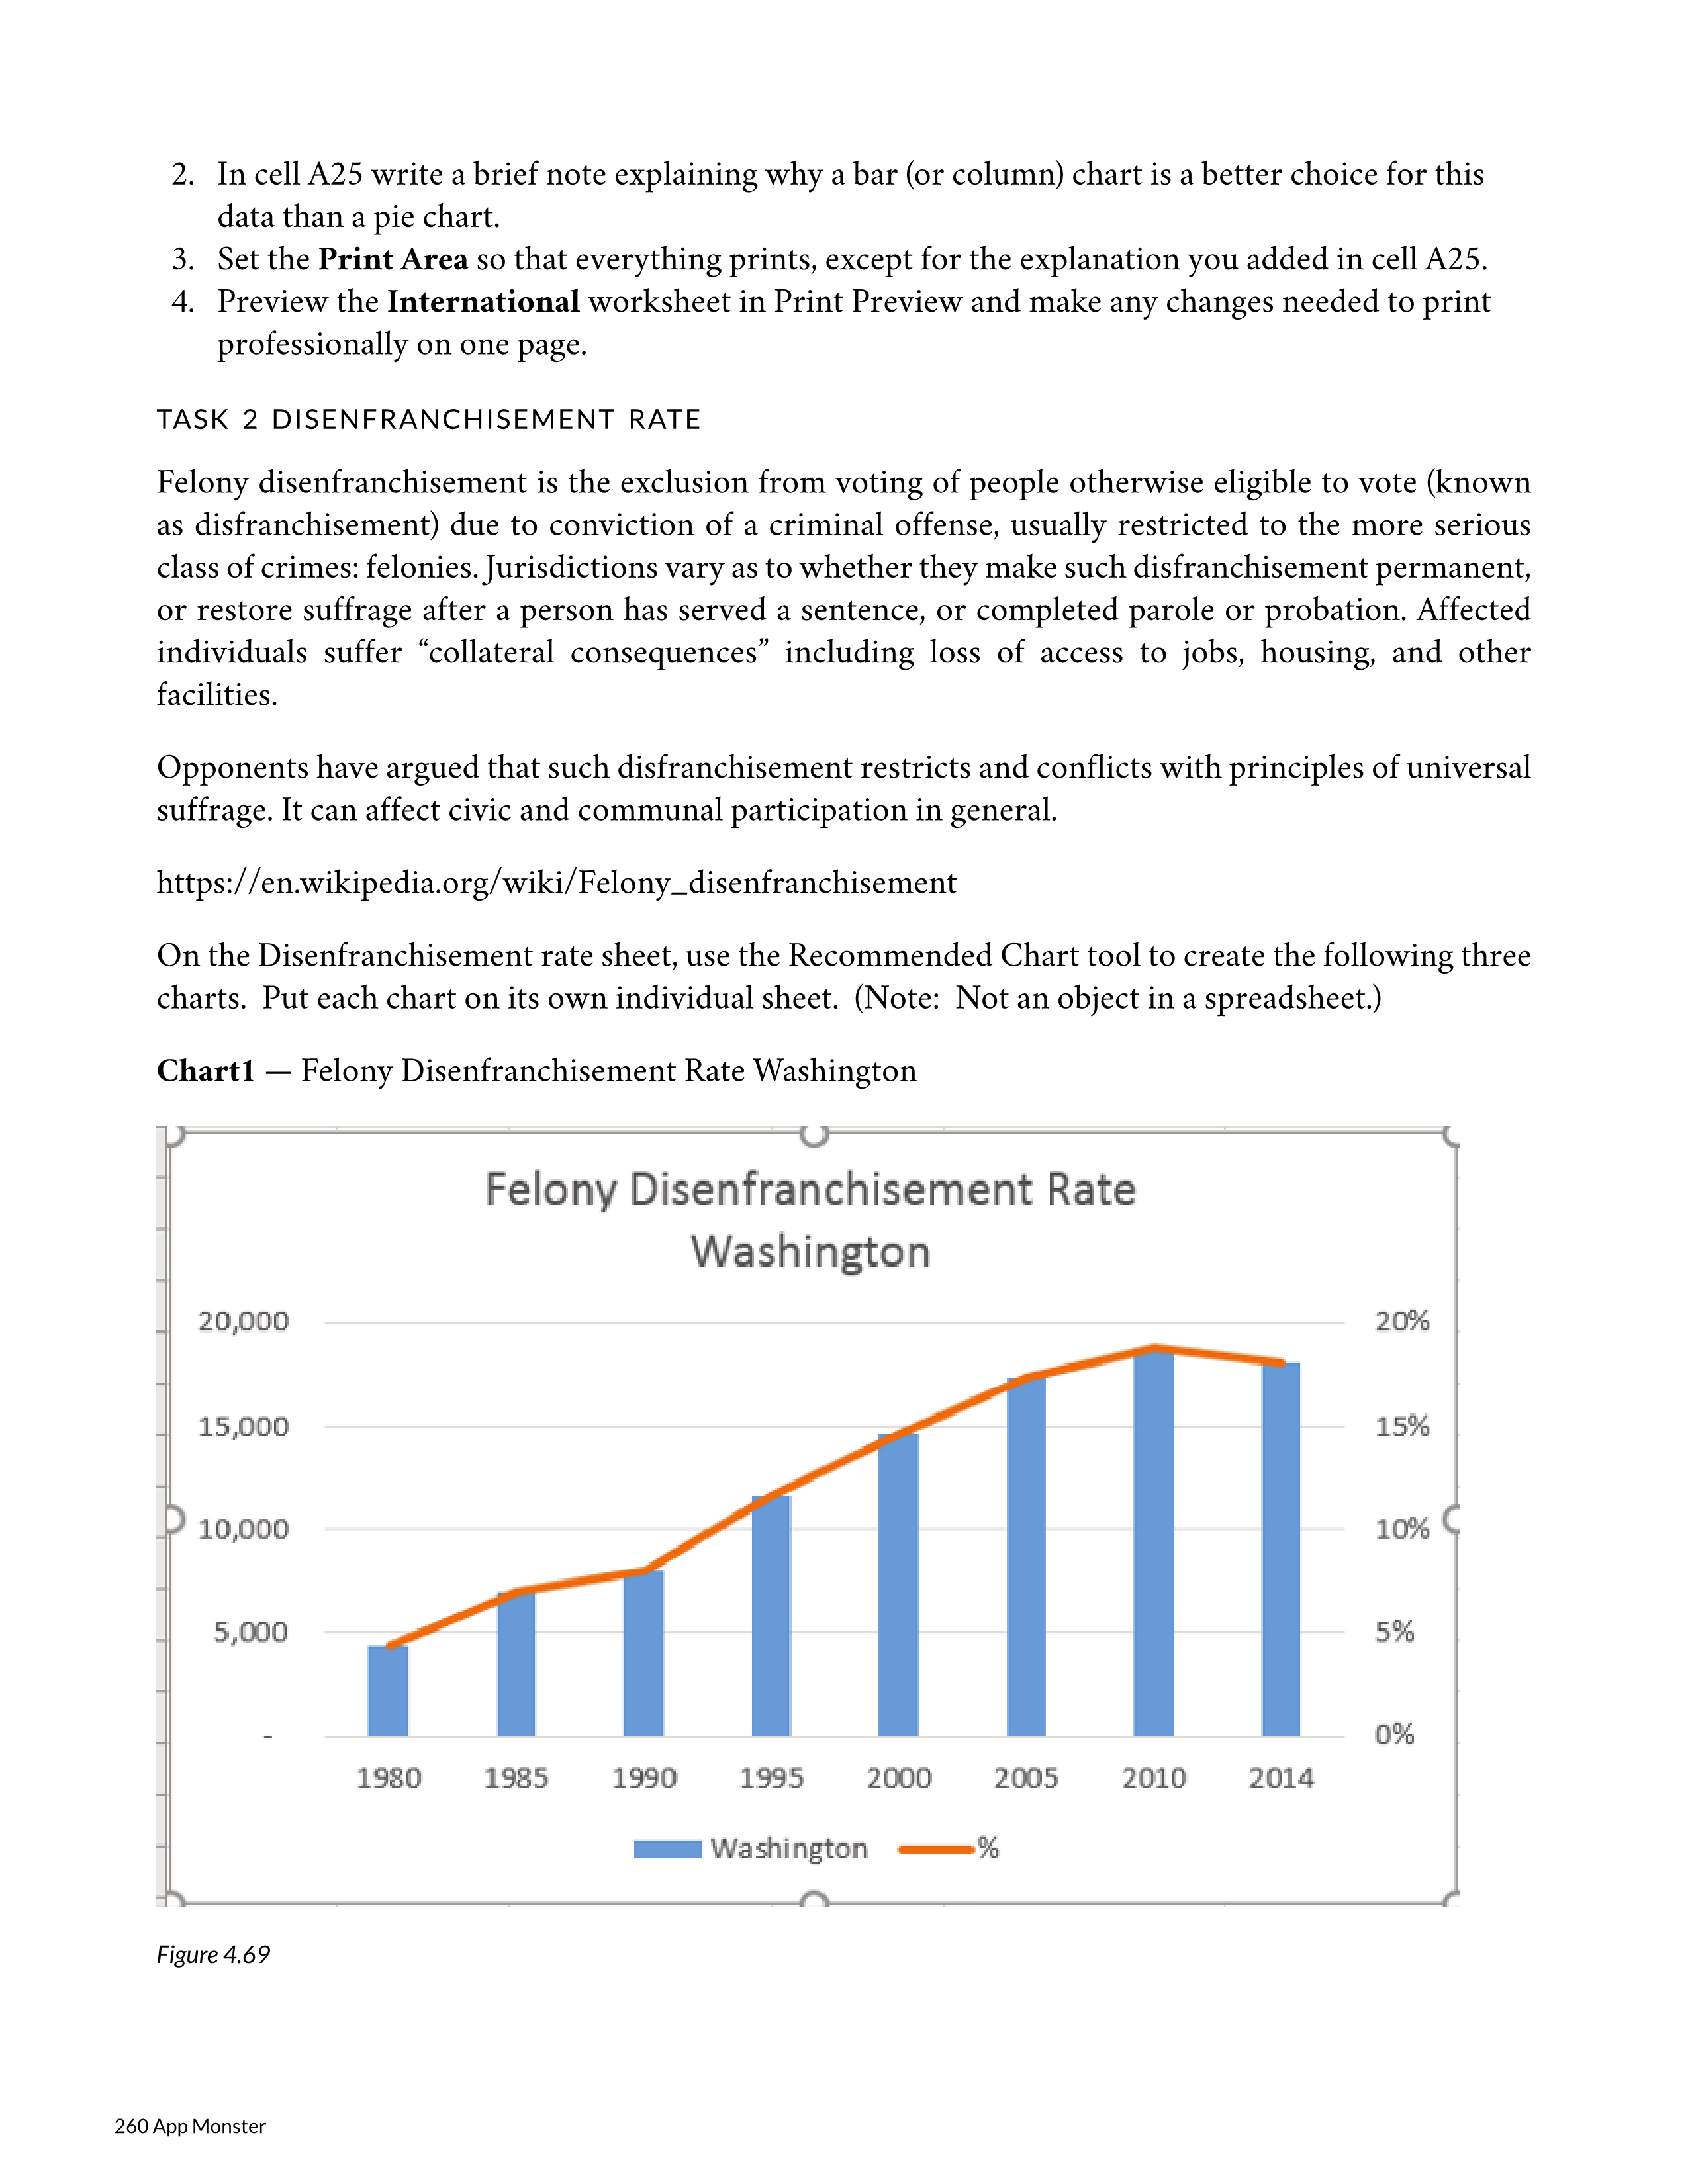 2. In cell A25 write a brief note explaining why a bar (or column) chart is a better choice for this
data than a pie chart.
3. Set the Print Area so that everything prints, except for the explanation you added in cell A25.
4. Preview the International worksheet in Print Preview and make any changes needed to print
professionally on one page.
TASK 2 DISENFRANCHISEMENT RATE
Felony disenfranchisement is the exclusion from voting of people otherwise eligible to vote (known
as disfranchisement) due to conviction of a criminal offense, usually restricted to the more serious
class of crimes: felonies. Jurisdictions vary as to whether they make such disfranchisement permanent,
or restore suffrage after a person has served a sentence, or completed parole or probation. Affected
individuals suffer “collateral consequences” including loss of access to jobs, housing, and other
facilities.
Opponents have argued that such disfranchisement restricts and conflicts with principles of universal
suffrage. It can affect civic and communal participation in general.
https://en.wikipedia.org/wiki/Felony_disenfranchisement
On the Disenfranchisement rate sheet, use the Recommended Chart tool to create the following three
charts.  Put each chart on its own individual sheet.  (Note:  Not an object in a spreadsheet.)
Chart1 — Felony Disenfranchisement Rate Washington
Felony Disenfranchisement Rate
Washington
20,000 20%
15,000 15%
10,000 10%
5,000 5%
- 0%
1980 1985 1990 1995 2000 2005 2010 2014
Washington %
Figure 4.69
260 App Monster